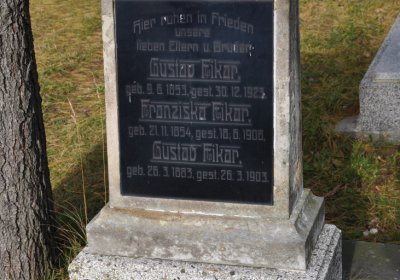 Hier ruhen in Frieden
unsere
lieben Eltern u. Bruder
Gustav Fikar,
geb. 9. 6. 1853, gest. 30. 12. 1923.
Franziska Fikar,
geb. 21. 11. 1854, gest. 16. 6. 1908,
Gustav Fikar,
geb. 26. 3. 1883, gest. 26. 3. 1903.